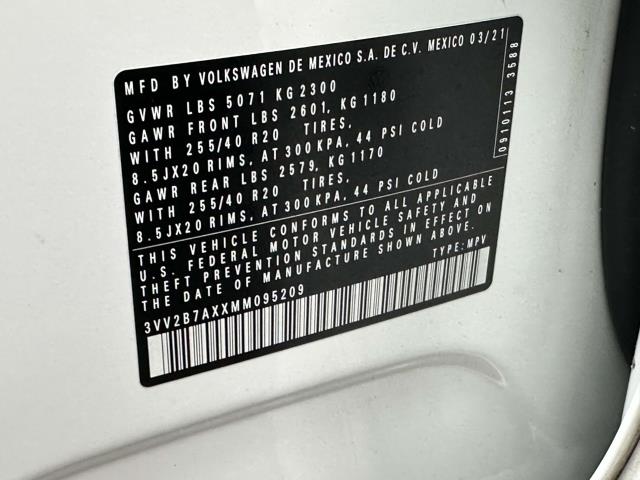 MFD BY VOLKSWAGEN DE MEXICO S.A. DE C.V. MEXICO 03/21
GVWR LBS 5071 KG 2300
GAWR FRONT LBS 2601, KG 1180
WITH 255/40 R20 TIRES,
8.5JX20 RIMS, AT 300 KPA, 44 PSI COLD
GAWR REAR LBS 2579, KG 1170
WITH 255/40 R20 TIRES,
8.5JX20 RIMS, AT 300 KPA, 44 PSI COLD
THIS VEHICLE CONFORMS TO ALL APPLICABLE
U.S. FEDERAL MOTOR VEHICLE SAFETY AND
THEFT PREVENTION STANDARDS IN EFFECT ON
THE DATE OF MANUFACTURE SHOWN ABOVE.
TYPE: MPV
3VV2B7AXXMM095209
0910113 3588